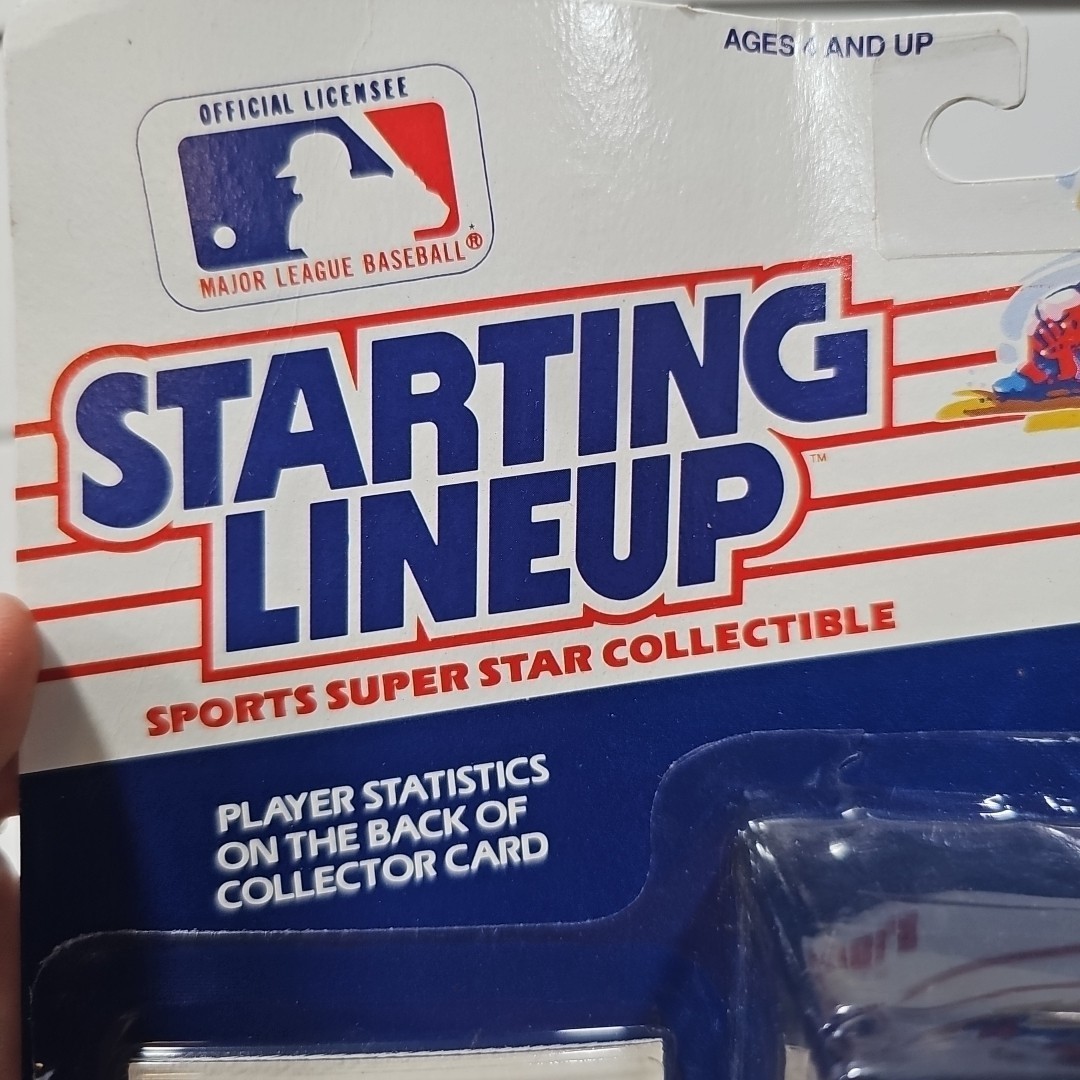 AGES 4 AND UP
OFFICIAL LICENSEE
MAJOR LEAGUE BASEBALL®
STARTING
LINEUP™
SPORTS SUPER STAR COLLECTIBLE
PLAYER STATISTICS
ON THE BACK OF
COLLECTOR CARD